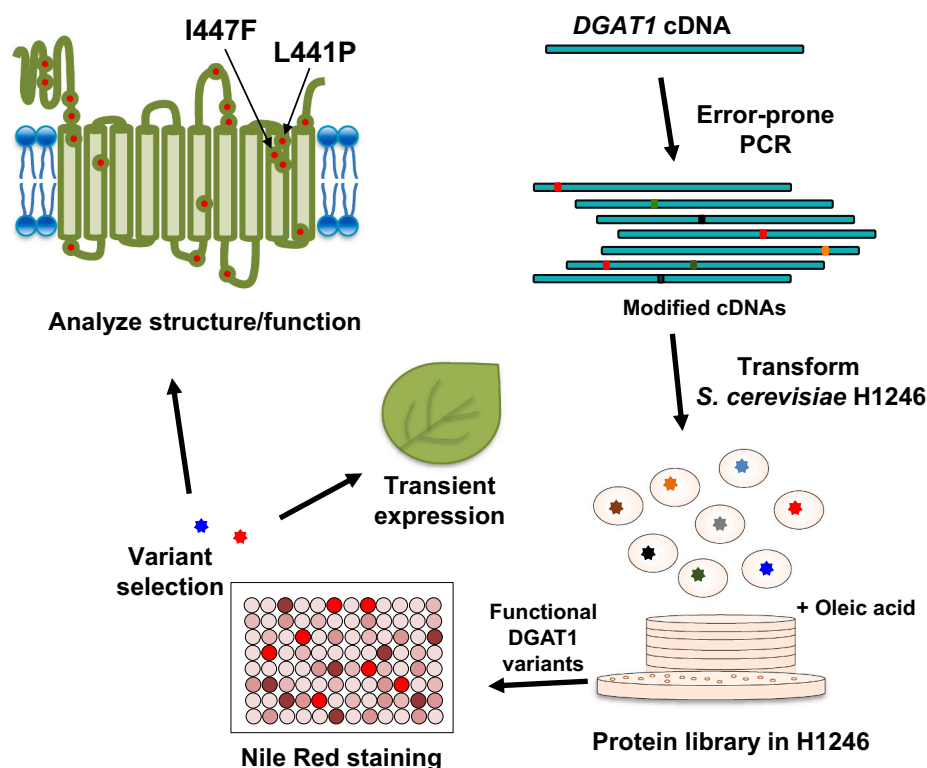 I447F
L441P
DGAT1 cDNA
Error-prone
PCR
Modified cDNAs
Analyze structure/function
Transform
S. cerevisiae H1246
Transient
expression
Variant
selection
+ Oleic acid
Functional
DGAT1
variants
Protein library in H1246
Nile Red staining